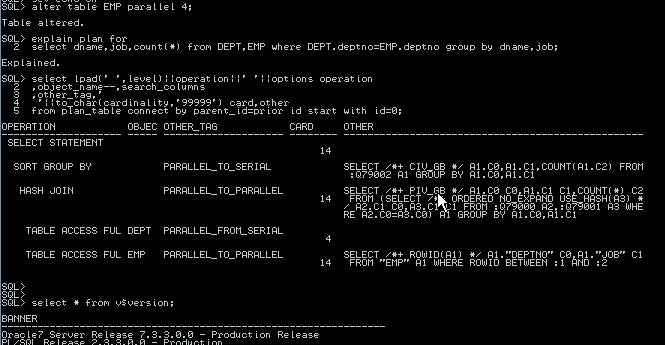 SQL> alter table EMP parallel 4;
Table altered.
SQL> explain plan for
2 select dname,job,count(*) from DEPT,EMP where DEPT.deptno=EMP.deptno group by dname,job;
Explained.
SQL> select lpad(' ',level)||operation||' '||options operation
2 ,object_name--,search_columns
3 ,other_tag,'
4 '||to_char(cardinality,'99999') card,other
5 from plan_table connect by parent_id=prior id start with id=0;
OPERATION OBJEC OTHER_TAG CARD OTHER
SELECT STATEMENT
14
SORT GROUP BY PARALLEL_TO_SERIAL SELECT /*+ CIV_GB */ A1.C0,A1.C1,COUNT(A1.C2) FROM
:Q79002 A1 GROUP BY A1.C0,A1.C1
HASH JOIN PARALLEL_TO_PARALLEL SELECT /*+ PIV_GB */ A1.C0 C0,A1.C1 C1,COUNT(*) C2
14 FROM (SELECT /*+ ORDERED NO_EXPAND USE_HASH(A3) *
/ A2.C1 C0,A3.C1 C1 FROM :Q79000 A2,:Q79001 A3 WHE
RE A2.C0=A3.C0) A1 GROUP BY A1.C0,A1.C1
TABLE ACCESS FUL DEPT PARALLEL_FROM_SERIAL
4
TABLE ACCESS FUL EMP PARALLEL_TO_PARALLEL SELECT /*+ ROWID(A1) */ A1."DEPTNO" C0,A1."JOB" C1
14 FROM "EMP" A1 WHERE ROWID BETWEEN :1 AND :2
SQL>
SQL>
SQL> select * from v$version;
BANNER
Oracle7 Server Release 7.3.3.0.0 - Production Release
PL/SQL Release 2.3.3.0.0 - Production